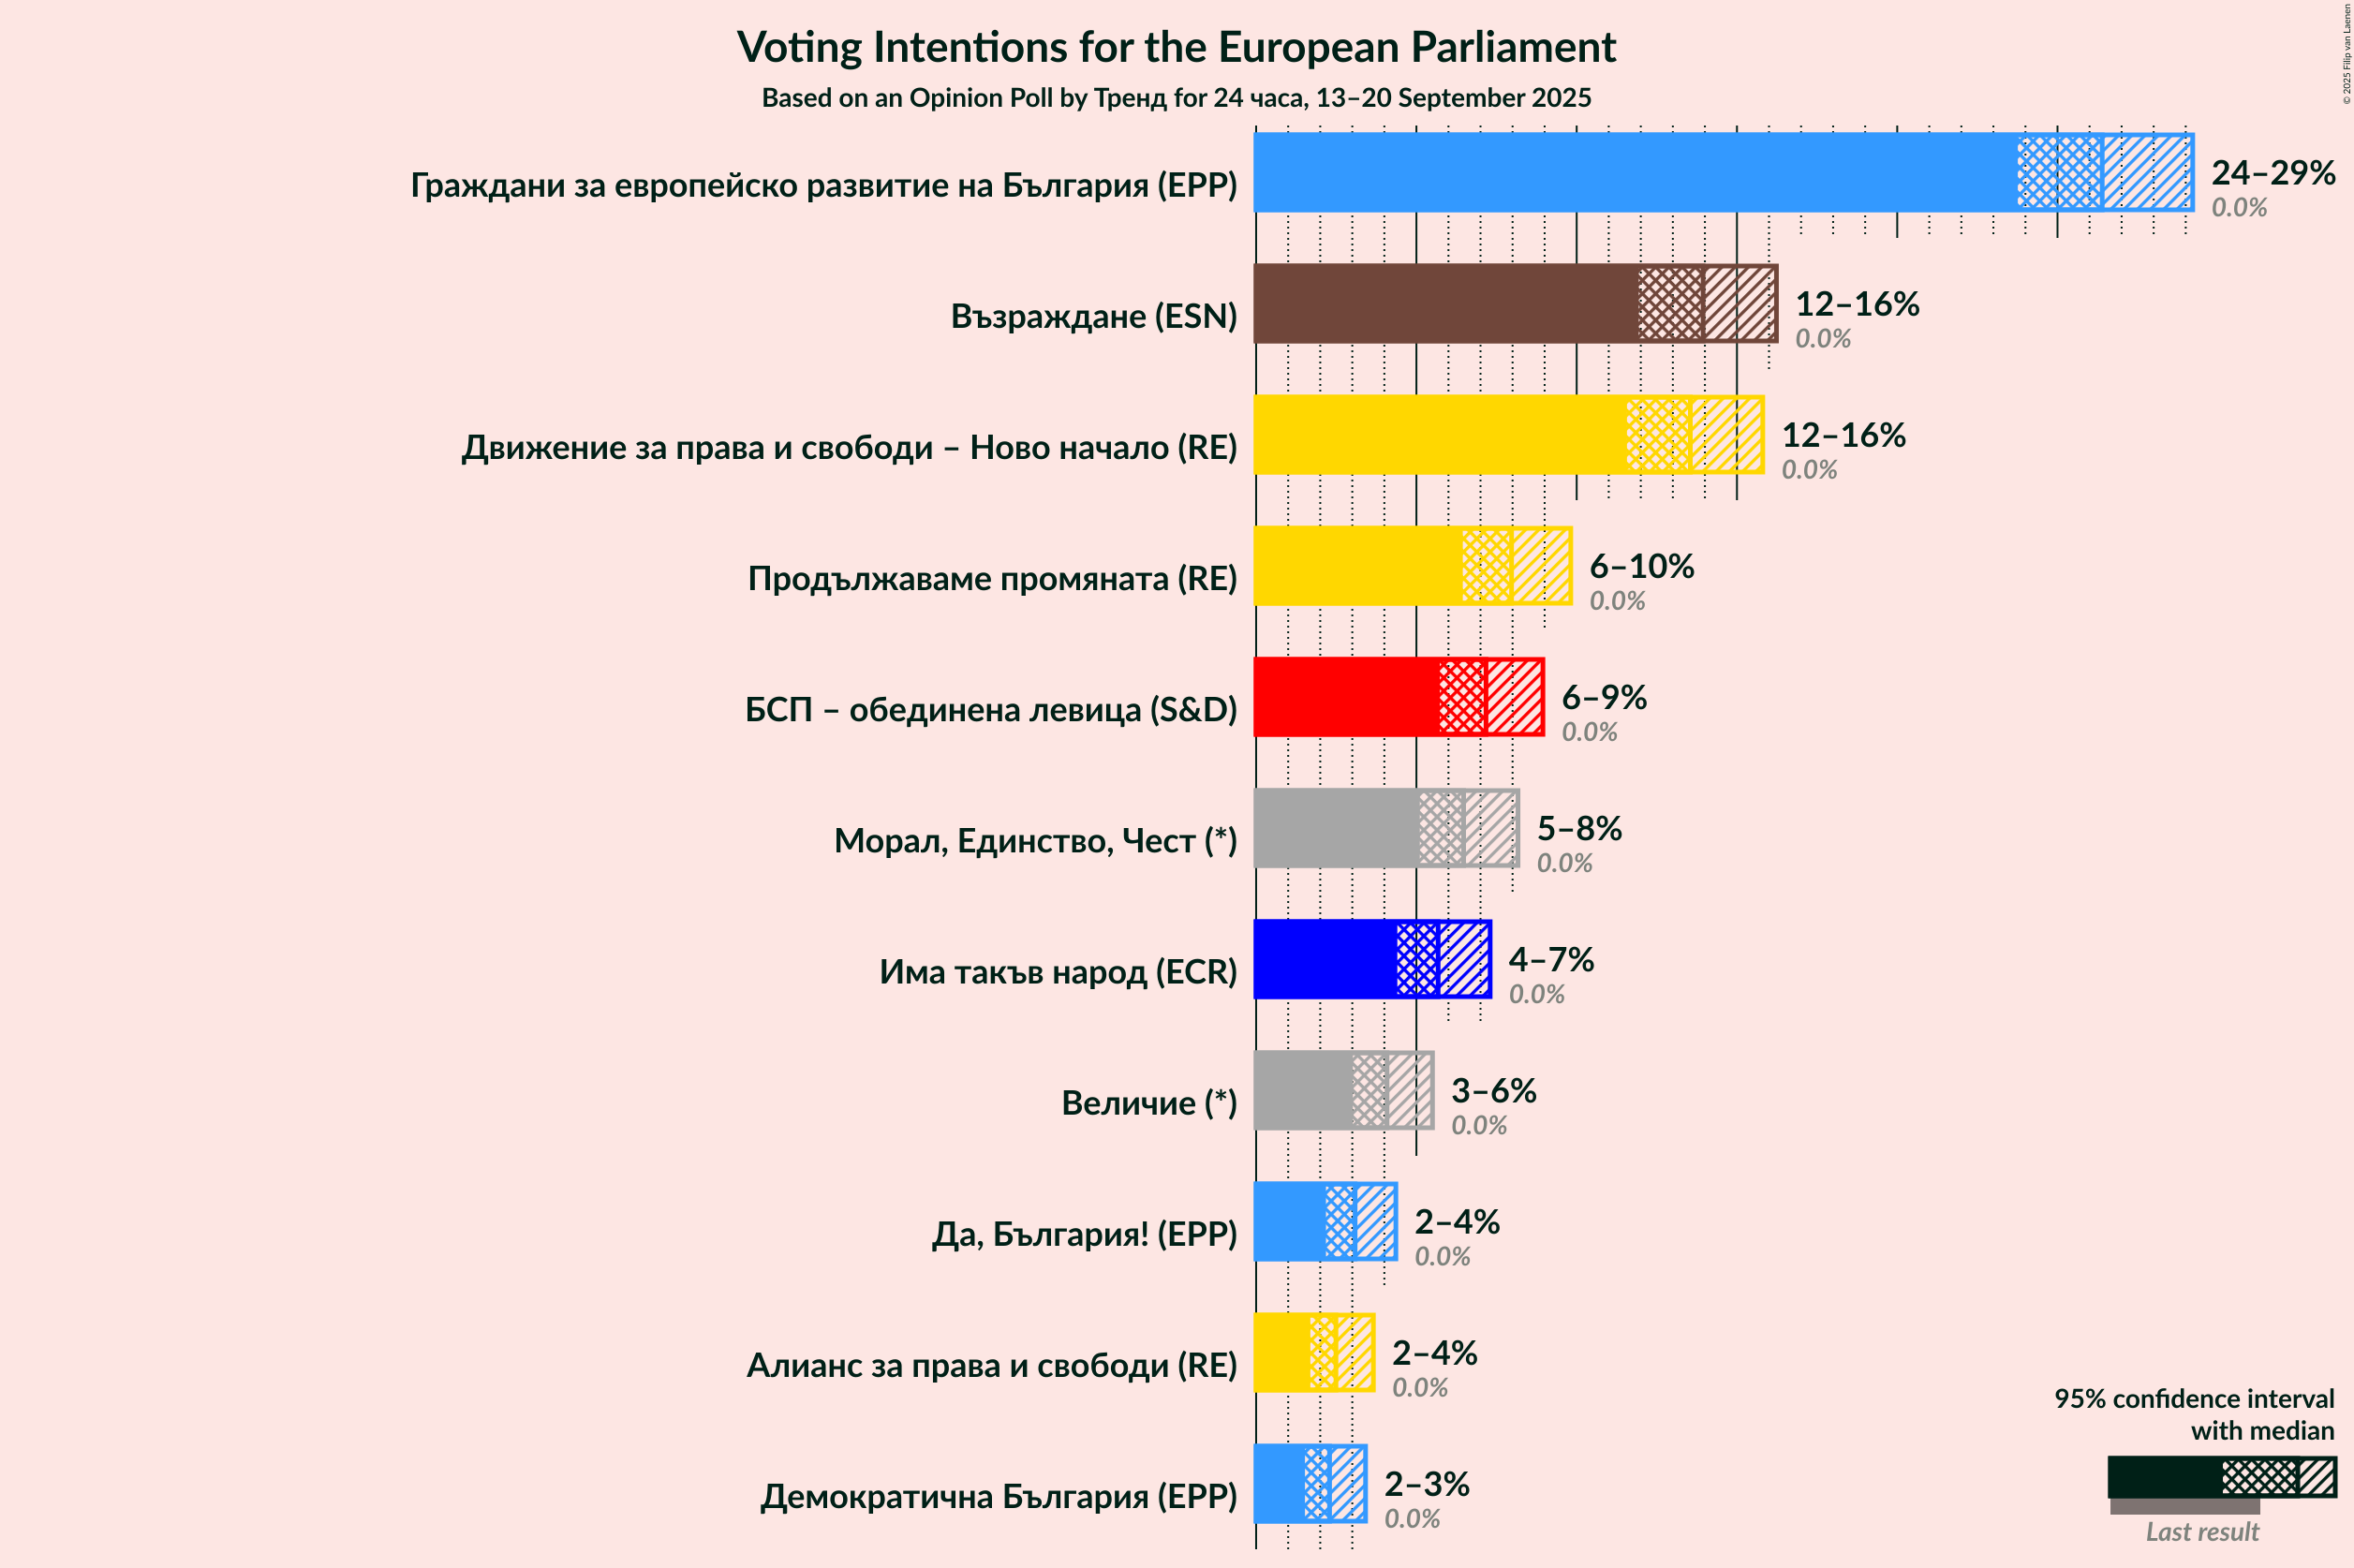 © 2025 Filip van Laenen
Voting Intentions for the European Parliament
Based on an Opinion Poll by Тренд for 24 часа, 13–20 September 2025
Граждани за европейско развитие на България (EPP)
24–29%
0.0%
Възраждане (ESN)
12–16%
0.0%
Движение за права и свободи – Ново начало (RE)
12–16%
0.0%
Продължаваме промяната (RE)
6–10%
0.0%
БСП – обединена левица (S&D)
6–9%
0.0%
Морал, Единство, Чест (*)
5–8%
0.0%
Има такъв народ (ECR)
4–7%
0.0%
Величие (*)
3–6%
0.0%
Да, България! (EPP)
2–4%
0.0%
Алианс за права и свободи (RE)
2–4%
0.0%
Демократична България (EPP)
2–3%
0.0%
95% confidence interval
with median
Last result